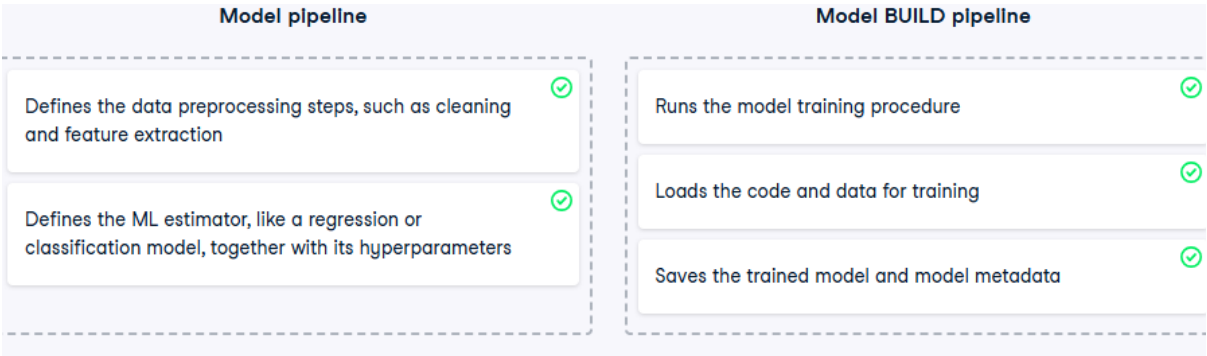 Model pipeline
Defines the data preprocessing steps, such as cleaning
and feature extraction
Defines the ML estimator, like a regression or
classification model, together with its hyperparameters
Model BUILD pipeline
Runs the model training procedure
Loads the code and data for training
Saves the trained model and model metadata